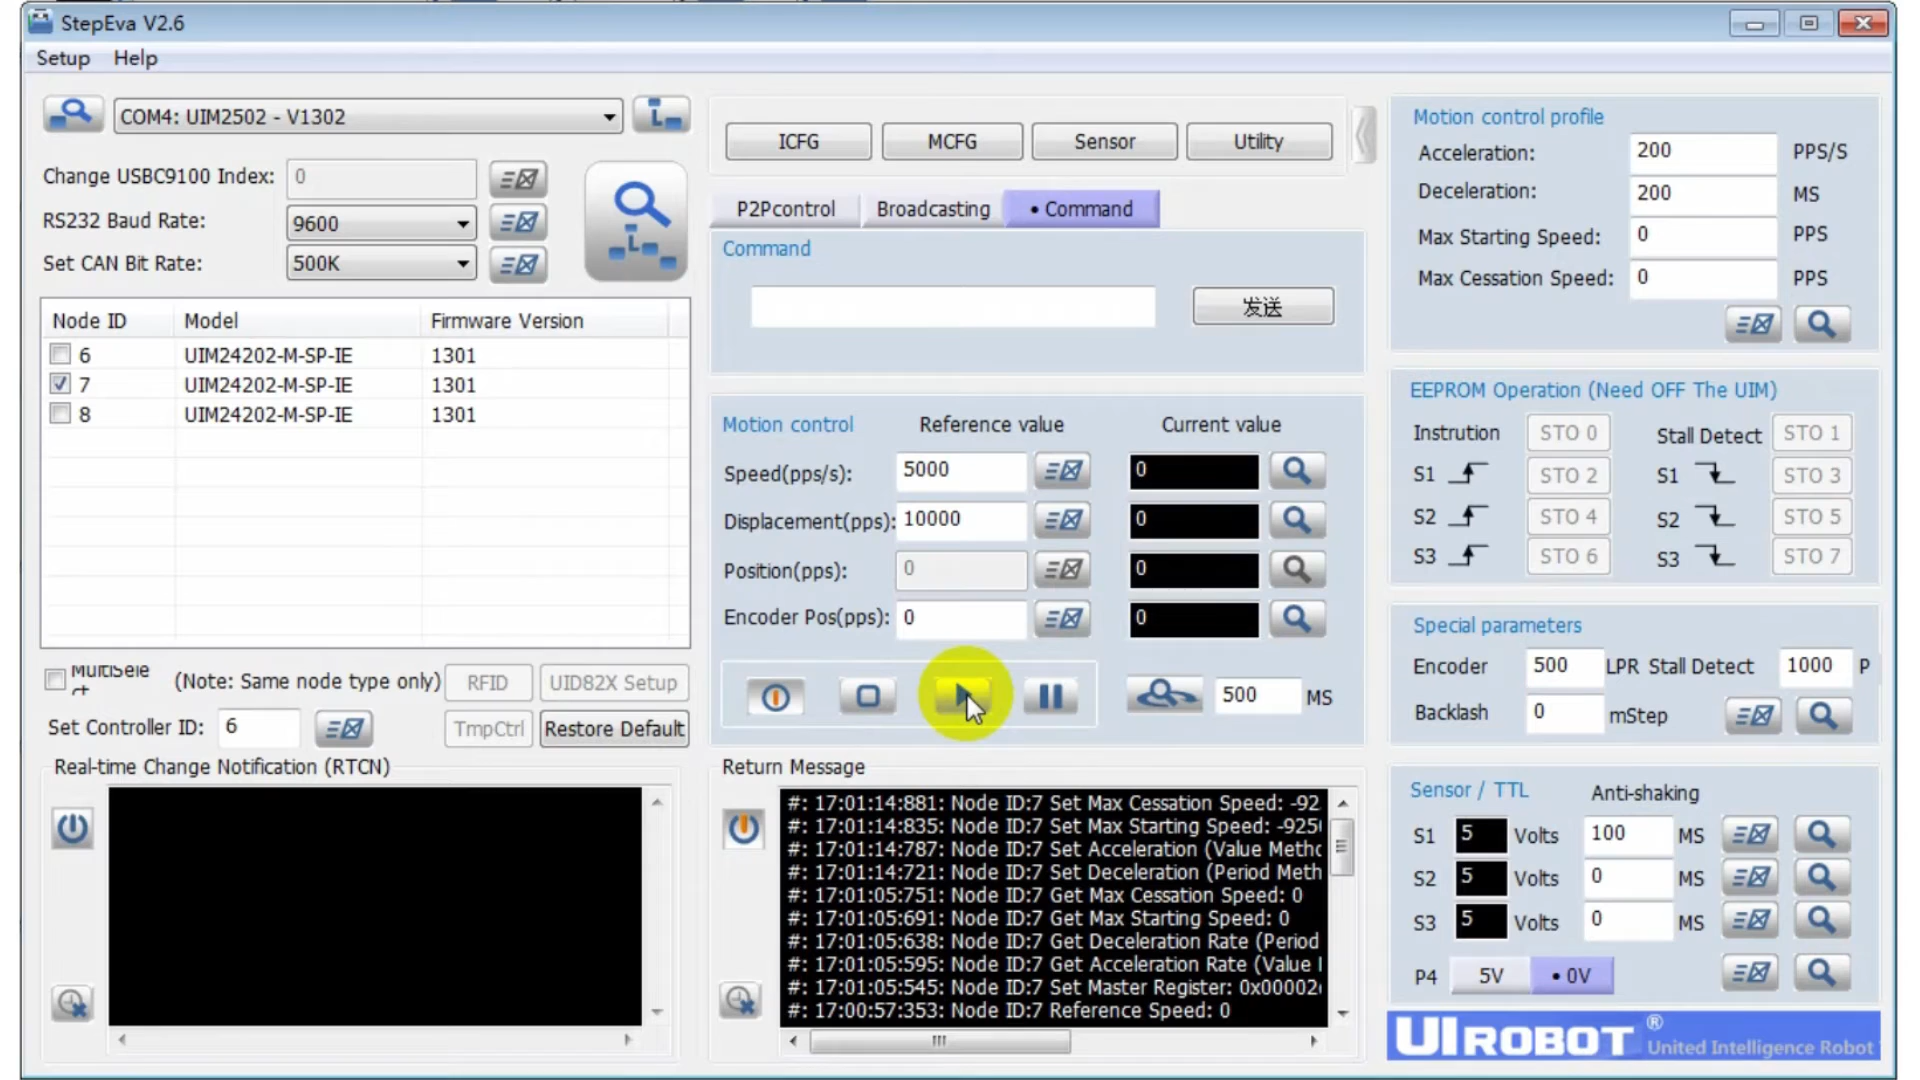 StepEva V2.6
Setup Help
COM4: UIM2502 - V1302
Change USBC9100 Index: 0
RS232 Baud Rate: 9600
Set CAN Bit Rate: 500K
Node ID Model Firmware Version
6 UIM24202-M-SP-IE 1301
7 UIM24202-M-SP-IE 1301
8 UIM24202-M-SP-IE 1301
MultiSele
(Note: Same node type only) RFID UID82X Setup
Set Controller ID: 6 TmpCtrl Restore Default
Real-time Change Notification (RTCN)
ICFG MCFG Sensor Utility
P2Pcontrol Broadcasting • Command
Command
发送
Motion control Reference value Current value
Speed(pps/s): 5000 0
Displacement(pps): 10000 0
Position(pps): 0 0
Encoder Pos(pps): 0 0
500 MS
Return Message
#: 17:01:14:881: Node ID:7 Set Max Cessation Speed: -92
#: 17:01:14:835: Node ID:7 Set Max Starting Speed: -925
#: 17:01:14:787: Node ID:7 Set Acceleration (Value Metho
#: 17:01:14:721: Node ID:7 Set Deceleration (Period Meth
#: 17:01:05:751: Node ID:7 Get Max Cessation Speed: 0
#: 17:01:05:691: Node ID:7 Get Max Starting Speed: 0
#: 17:01:05:638: Node ID:7 Get Deceleration Rate (Period
#: 17:01:05:595: Node ID:7 Get Acceleration Rate (Value
#: 17:01:05:545: Node ID:7 Set Master Register: 0x00002
#: 17:00:57:353: Node ID:7 Reference Speed: 0
Motion control profile
Acceleration: 200 PPS/S
Deceleration: 200 MS
Max Starting Speed: 0 PPS
Max Cessation Speed: 0 PPS
EEPROM Operation (Need OFF The UIM)
Instrution STO 0 Stall Detect STO 1
S1 STO 2 S1 STO 3
S2 STO 4 S2 STO 5
S3 STO 6 S3 STO 7
Special parameters
Encoder 500 LPR Stall Detect 1000 P
Backlash 0 mStep
Sensor / TTL Anti-shaking
S1 5 Volts 100 MS
S2 5 Volts 0 MS
S3 5 Volts 0 MS
P4 5V • 0V
UIROBOT ® United Intelligence Robot